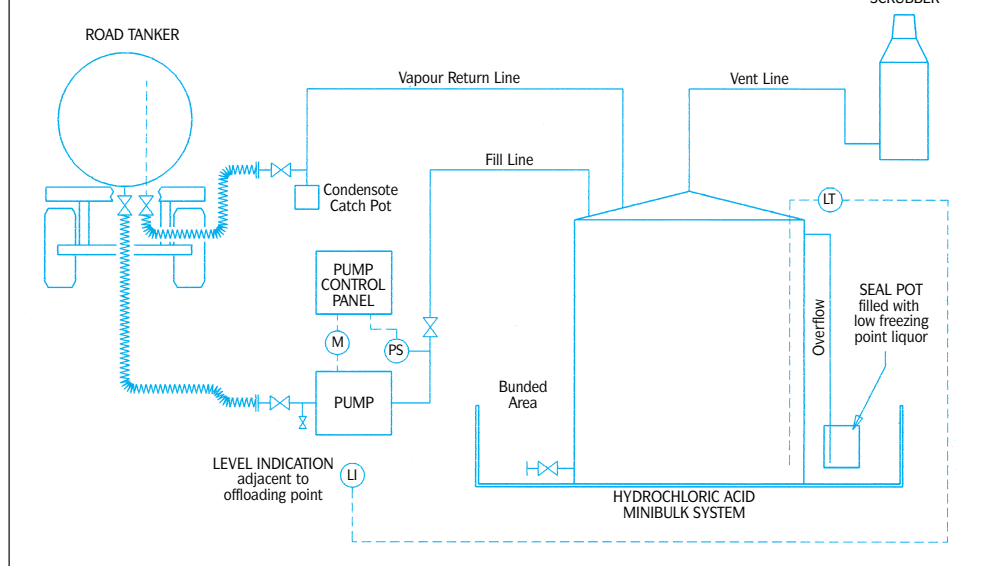 SCRUBBER
ROAD TANKER
Vapour Return Line
Vent Line
Fill Line
Condensote
Catch Pot
LT
PUMP
CONTROL
PANEL
SEAL POT
filled with
low freezing
point liquor
Overflow
M
PS
Bunded
Area
PUMP
LEVEL INDICATION
adjacent to
offloading point
LI
HYDROCHLORIC ACID
MINIBULK SYSTEM